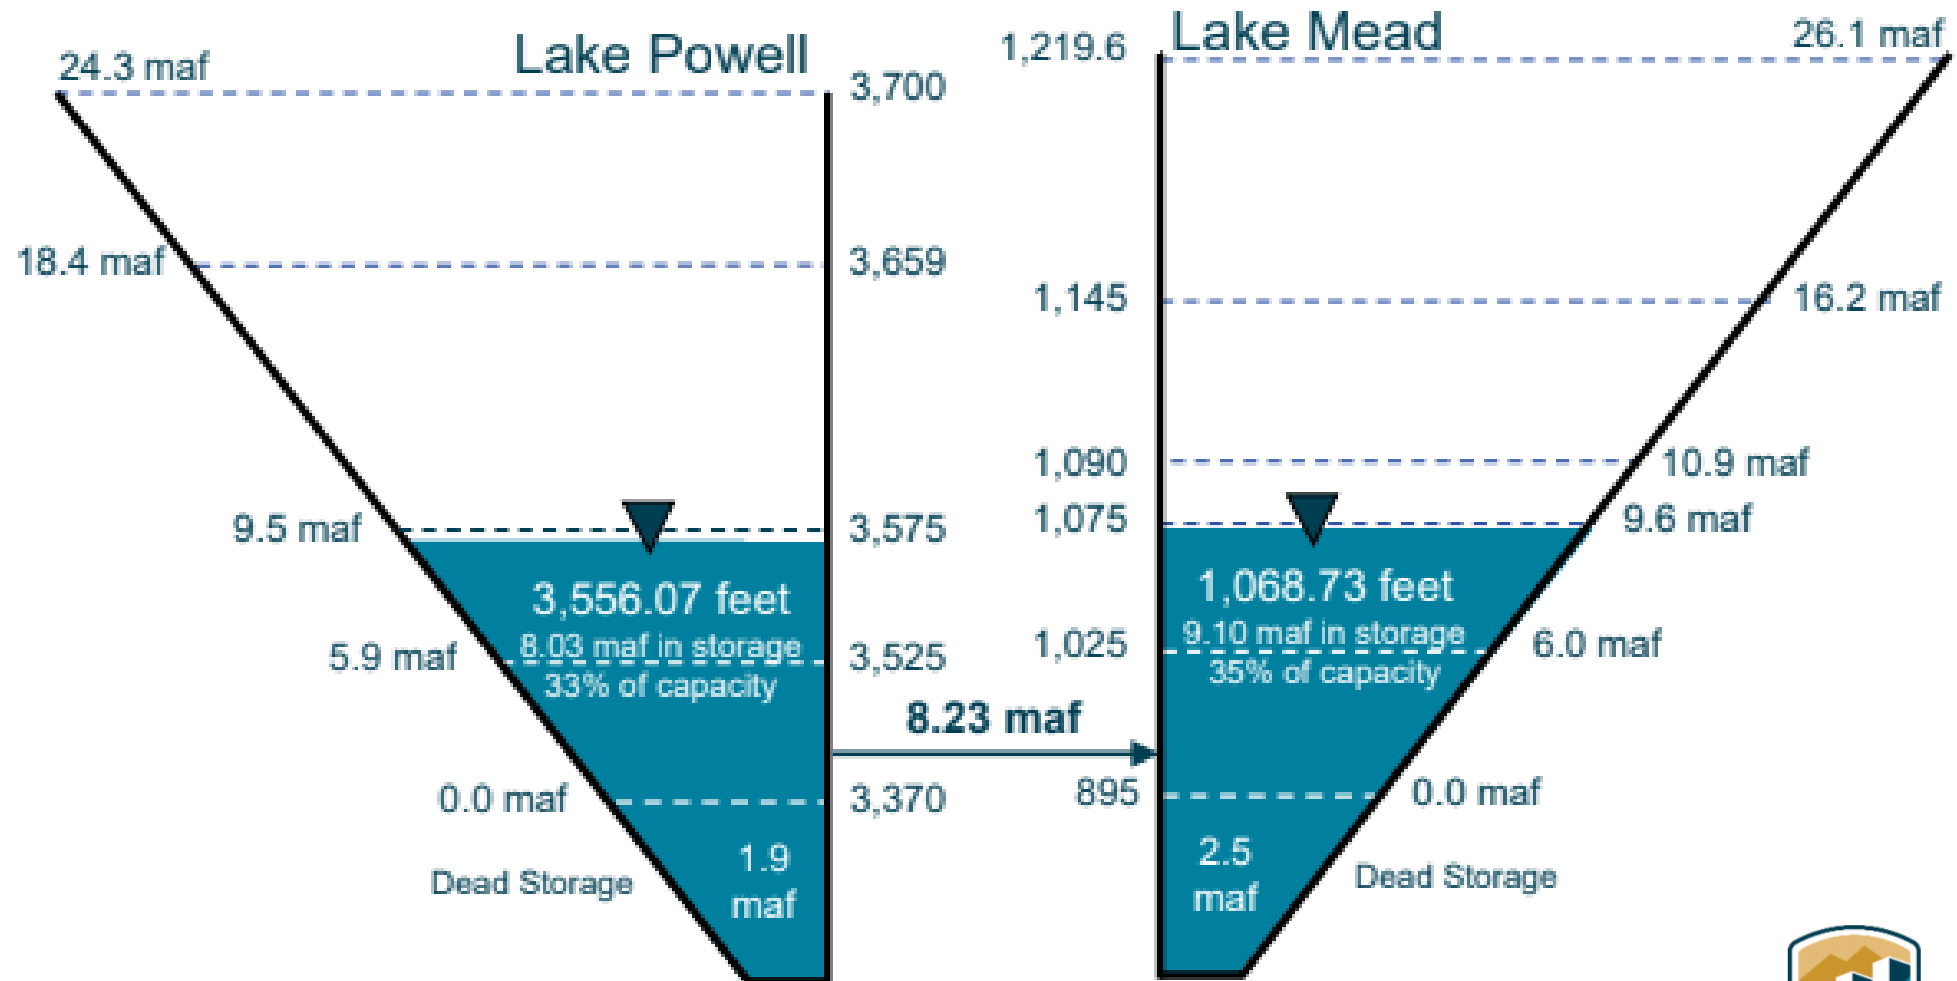 Lake Powell
24.3 maf
3,700
18.4 maf
3,659
9.5 maf
3,575
3,556.07 feet
8.03 maf in storage
33% of capacity
5.9 maf
3,525
8.23 maf
0.0 maf
3,370
1.9
maf
Dead Storage
Lake Mead
1,219.6
26.1 maf
1,145
16.2 maf
1,090
10.9 maf
1,075
9.6 maf
1,068.73 feet
9.10 maf in storage
35% of capacity
1,025
6.0 maf
895
0.0 maf
2.5
maf
Dead Storage